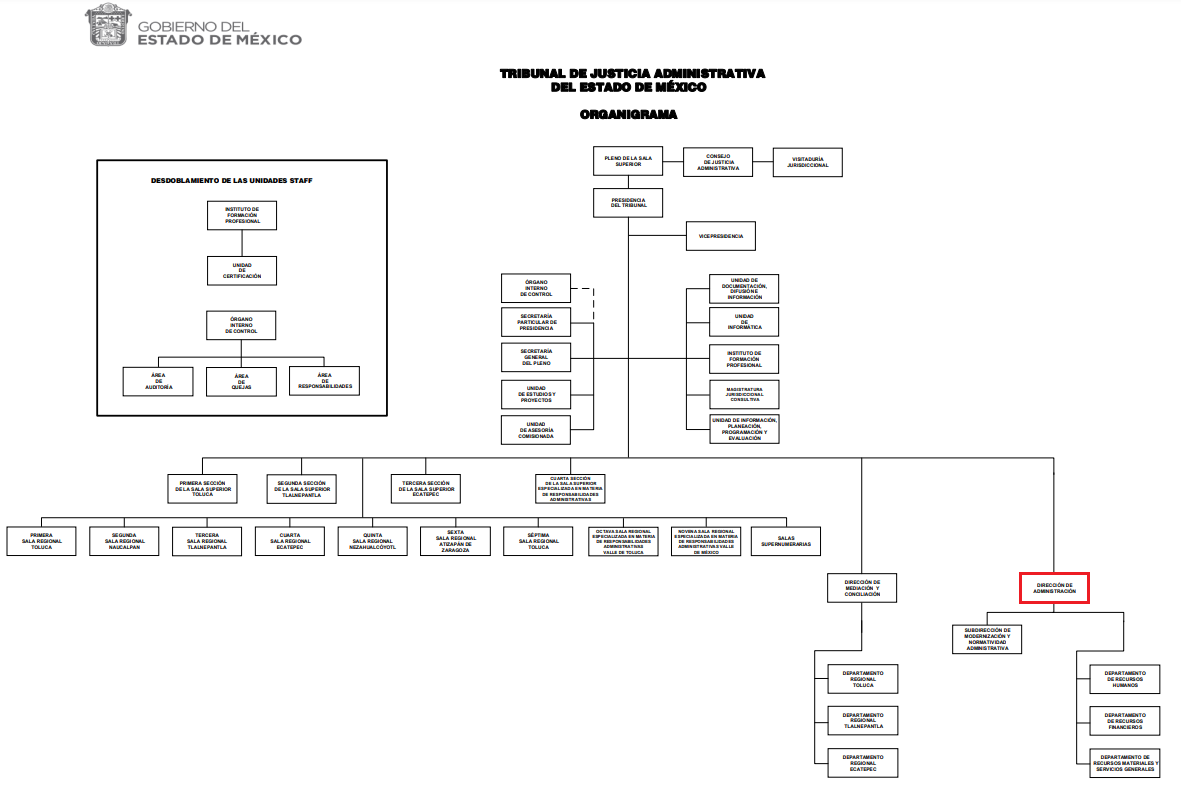 GOBIERNO DEL
ESTADO DE MÉXICO
TRIBUNAL DE JUSTICIA ADMINISTRATIVA
DEL ESTADO DE MÉXICO
ORGANIGRAMA
PLENO DE LA SALA
SUPERIOR
CONSEJO
DE JUSTICIA
ADMINISTRATIVA
VISITADURÍA
JURISDICCIONAL
PRESIDENCIA
DEL TRIBUNAL
VICEPRESIDENCIA
DESDOBLAMIENTO DE LAS UNIDADES STAFF
INSTITUTO DE
FORMACIÓN
PROFESIONAL
UNIDAD
DE
CERTIFICACIÓN
ÓRGANO
INTERNO
DE CONTROL
ÁREA
DE
AUDITORÍA
ÁREA
DE
QUEJAS
ÁREA
DE
RESPONSABILIDADES
ÓRGANO
INTERNO
DE CONTROL
SECRETARÍA
PARTICULAR DE
PRESIDENCIA
SECRETARÍA
GENERAL
DEL PLENO
UNIDAD
DE ESTUDIOS Y
PROYECTOS
UNIDAD
DE ASESORÍA
COMISIONADA
UNIDAD DE
DOCUMENTACIÓN,
DIFUSIÓN E
INFORMACIÓN
UNIDAD
DE
INFORMÁTICA
INSTITUTO DE
FORMACIÓN
PROFESIONAL
MAGISTRATURA
JURISDICCIONAL
CONSULTIVA
UNIDAD DE INFORMACIÓN,
PLANEACIÓN,
PROGRAMACIÓN Y
EVALUACIÓN
PRIMERA SECCIÓN
DE LA SALA SUPERIOR
TOLUCA
SEGUNDA SECCIÓN
DE LA SALA SUPERIOR
TLALNEPANTLA
TERCERA SECCIÓN
DE LA SALA SUPERIOR
ECATEPEC
CUARTA SECCIÓN
DE LA SALA SUPERIOR
ESPECIALIZADA EN MATERIA
DE RESPONSABILIDADES
ADMINISTRATIVAS
PRIMERA
SALA REGIONAL
TOLUCA
SEGUNDA
SALA REGIONAL
NAUCALPAN
TERCERA
SALA REGIONAL
TLALNEPANTLA
CUARTA
SALA REGIONAL
ECATEPEC
QUINTA
SALA REGIONAL
NEZAHUALCÓYOTL
SEXTA
SALA REGIONAL
ATIZAPÁN DE
ZARAGOZA
SÉPTIMA
SALA REGIONAL
TOLUCA
OCTAVA SALA REGIONAL
ESPECIALIZADA EN MATERIA
DE RESPONSABILIDADES
ADMINISTRATIVAS
VALLE DE TOLUCA
NOVENA SALA REGIONAL
ESPECIALIZADA EN MATERIA
DE RESPONSABILIDADES
ADMINISTRATIVAS VALLE
DE MÉXICO
SALAS
SUPERNUMERARIAS
DIRECCIÓN DE
MEDIACIÓN Y
CONCILIACIÓN
DIRECCIÓN DE
ADMINISTRACIÓN
SUBDIRECCIÓN DE
MODERNIZACIÓN Y
NORMATIVIDAD
ADMINISTRATIVA
DEPARTAMENTO
REGIONAL
TOLUCA
DEPARTAMENTO
REGIONAL
TLALNEPANTLA
DEPARTAMENTO
REGIONAL
ECATEPEC
DEPARTAMENTO
DE RECURSOS
HUMANOS
DEPARTAMENTO
DE RECURSOS
FINANCIEROS
DEPARTAMENTO DE
RECURSOS MATERIALES Y
SERVICIOS GENERALES